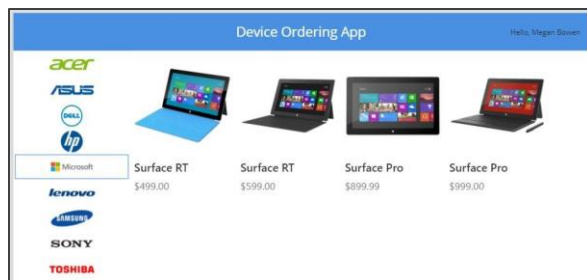 Device Ordering App
Hello, Megan Bowen
acer
ASUS
DELL
hp
Microsoft
lenovo
SAMSUNG
SONY
TOSHIBA
Surface RT
$499.00
Surface RT
$599.00
Surface Pro
$899.99
Surface Pro
$999.00